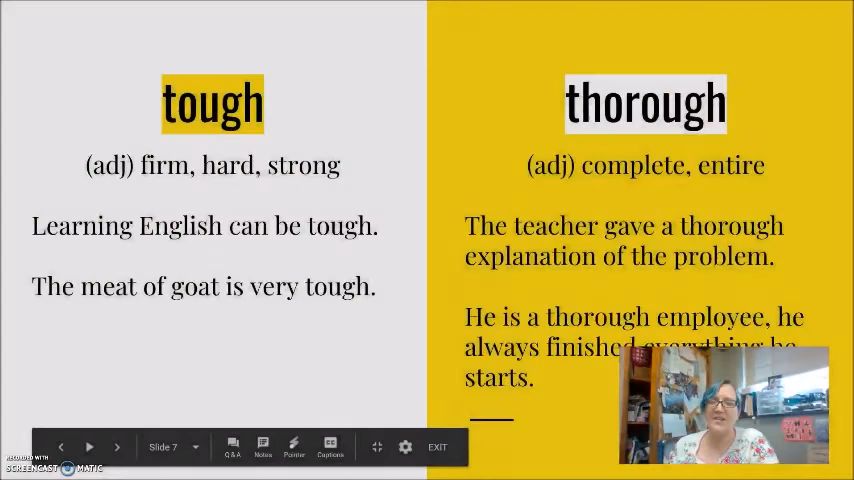 tough
(adj) firm, hard, strong
Learning English can be tough.
The meat of goat is very tough.
thorough
(adj) complete, entire
The teacher gave a thorough
explanation of the problem.
He is a thorough employee, he
always finished everything he
starts.
Slide 7
Q & A
Notes
Pointer
Captions
EXIT
RECORDED WITH
SCREENCAST MATIC